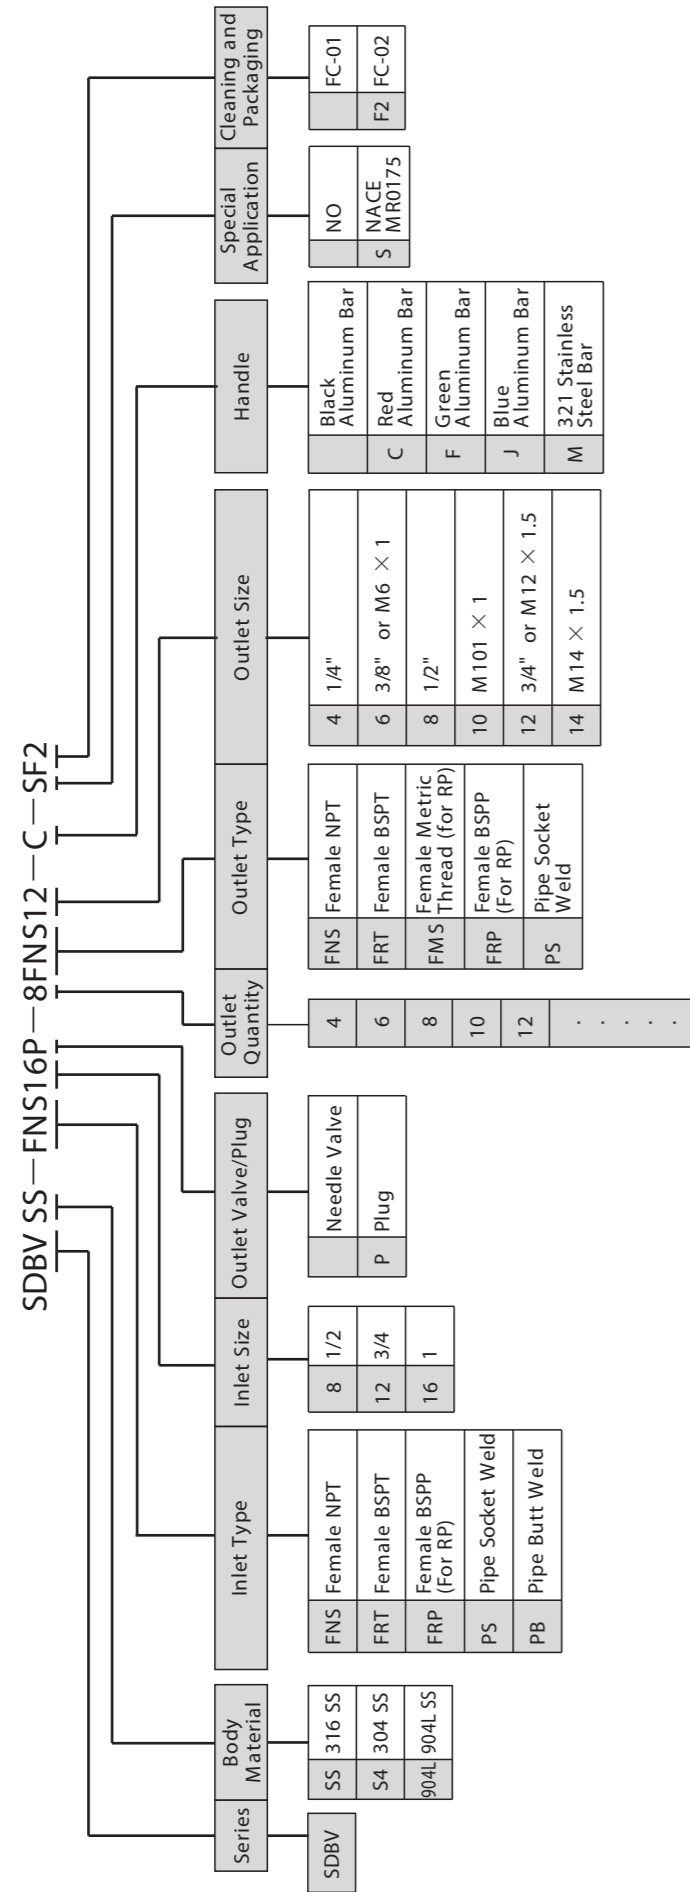 SDBV SS—FNS16P—8FNS12—C—SF2
Series
SDBV
Body
Material
SS 316 SS
S4 304 SS
904L 904L SS
Inlet Type
FNS Female NPT
FRT Female BSPT
FRP Female BSPP
(For RP)
PS Pipe Socket Weld
PB Pipe Butt Weld
Inlet Size
8 1/2
12 3/4
16 1
Outlet Valve/Plug
Needle Valve
P Plug
Outlet
Quantity
4
6
8
10
12
. . . . .
Outlet Type
FNS Female NPT
FRT Female BSPT
FMS Female Metric
Thread (for RP)
FRP Female BSPP
(For RP)
PS Pipe Socket
Weld
Outlet Size
4 1/4"
6 3/8" or M6 × 1
8 1/2"
10 M101 × 1
12 3/4" or M12 × 1.5
14 M14 × 1.5
Handle
Black
Aluminum Bar
C Red
Aluminum Bar
F Green
Aluminum Bar
J Blue
Aluminum Bar
M 321 Stainless
Steel Bar
Special
Application
NO
S NACE
MR0175
Cleaning and
Packaging
FC-01
F2 FC-02